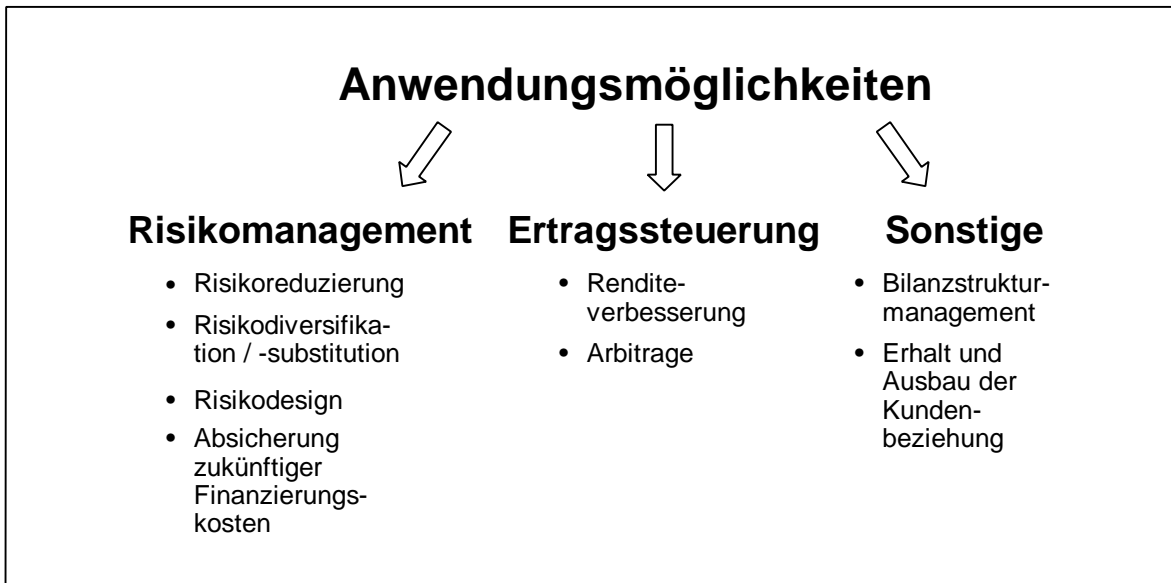 Anwendungsmöglichkeiten
Risikomanagement
• Risikoreduzierung
• Risikodiversifika-
tion / -substitution
• Risikodesign
• Absicherung
zukünftiger
Finanzierungs-
kosten
Ertragssteuerung
• Rendite-
verbesserung
• Arbitrage
Sonstige
• Bilanzstruktur-
management
• Erhalt und
Ausbau der
Kunden-
beziehung